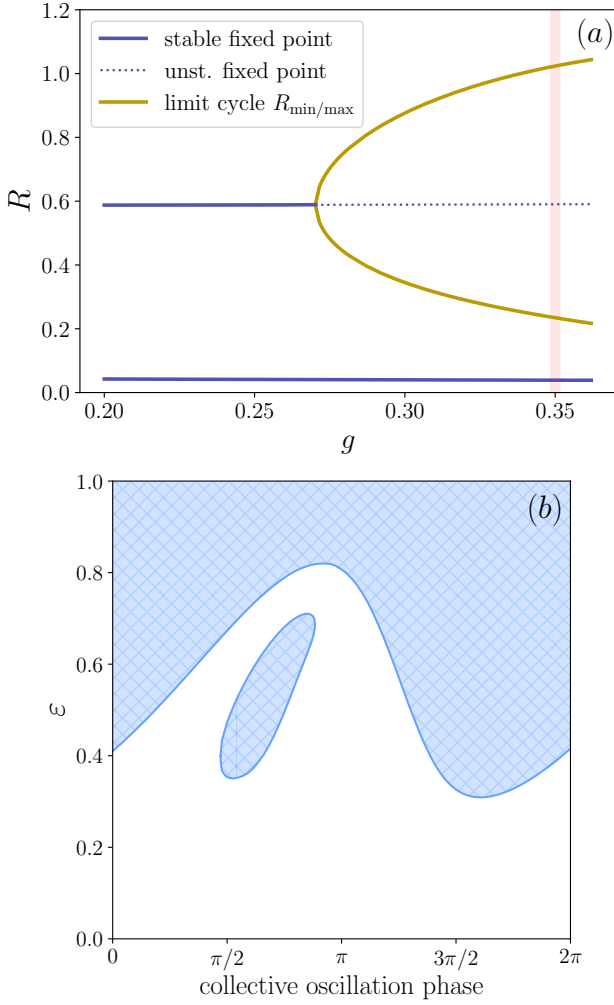 (a)
stable fixed point
unst. fixed point
limit cycle R_min/max
1.2
1.0
0.8
0.6
0.4
0.2
0.0
R
0.20 0.25 0.30 0.35
g
(b)
1.0
0.8
0.6
0.4
0.2
0.0
ε
0 π/2 π 3π/2 2π
collective oscillation phase